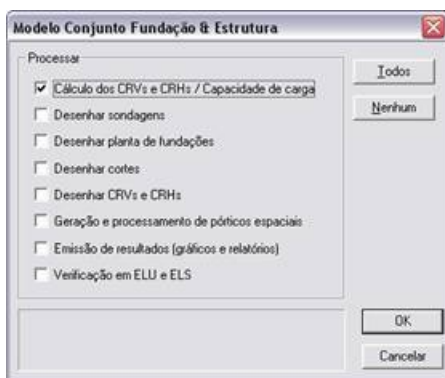 Modelo Conjunto Fundação & Estrutura
Processar
Cálculo dos CRVs e CRHs / Capacidade de carga
Desenhar sondagens
Desenhar planta de fundações
Desenhar cortes
Desenhar CRVs e CRHs
Geração e processamento de pórticos espaciais
Emissão de resultados (gráficos e relatórios)
Verificação em ELU e ELS
Todos
Nenhum
OK
Cancelar